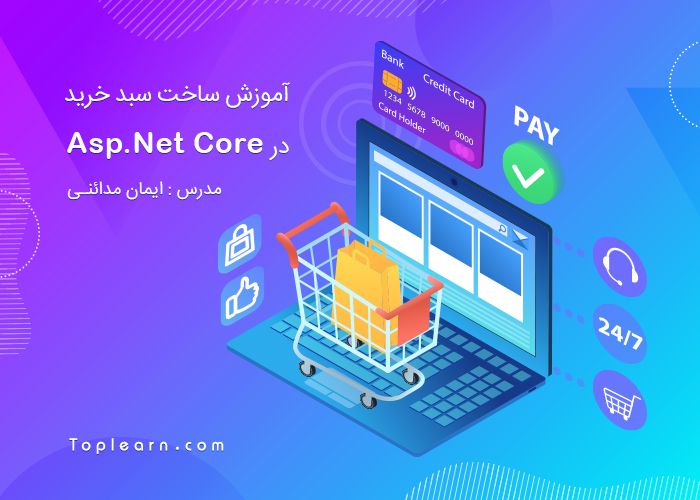 آموزش ساخت سبد خرید
در Asp.Net Core
مدرس : ایمان مدائنی
Bank
Credit Card
1234 5678 9000 0000
Card Holder
PAY
24/7
Toplearn.com